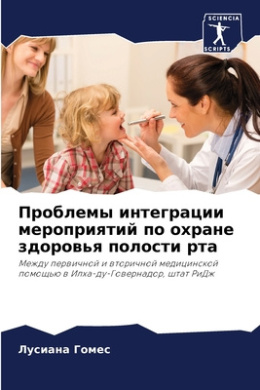 SCIENCIA
SCRIPTS
Проблемы интеграции
мероприятий по охране
здоровья полости рта
Между первичной и вторичной медицинской
помощью в Илха-ду-Говернадор, штат РиДж
Лусиана Гомес